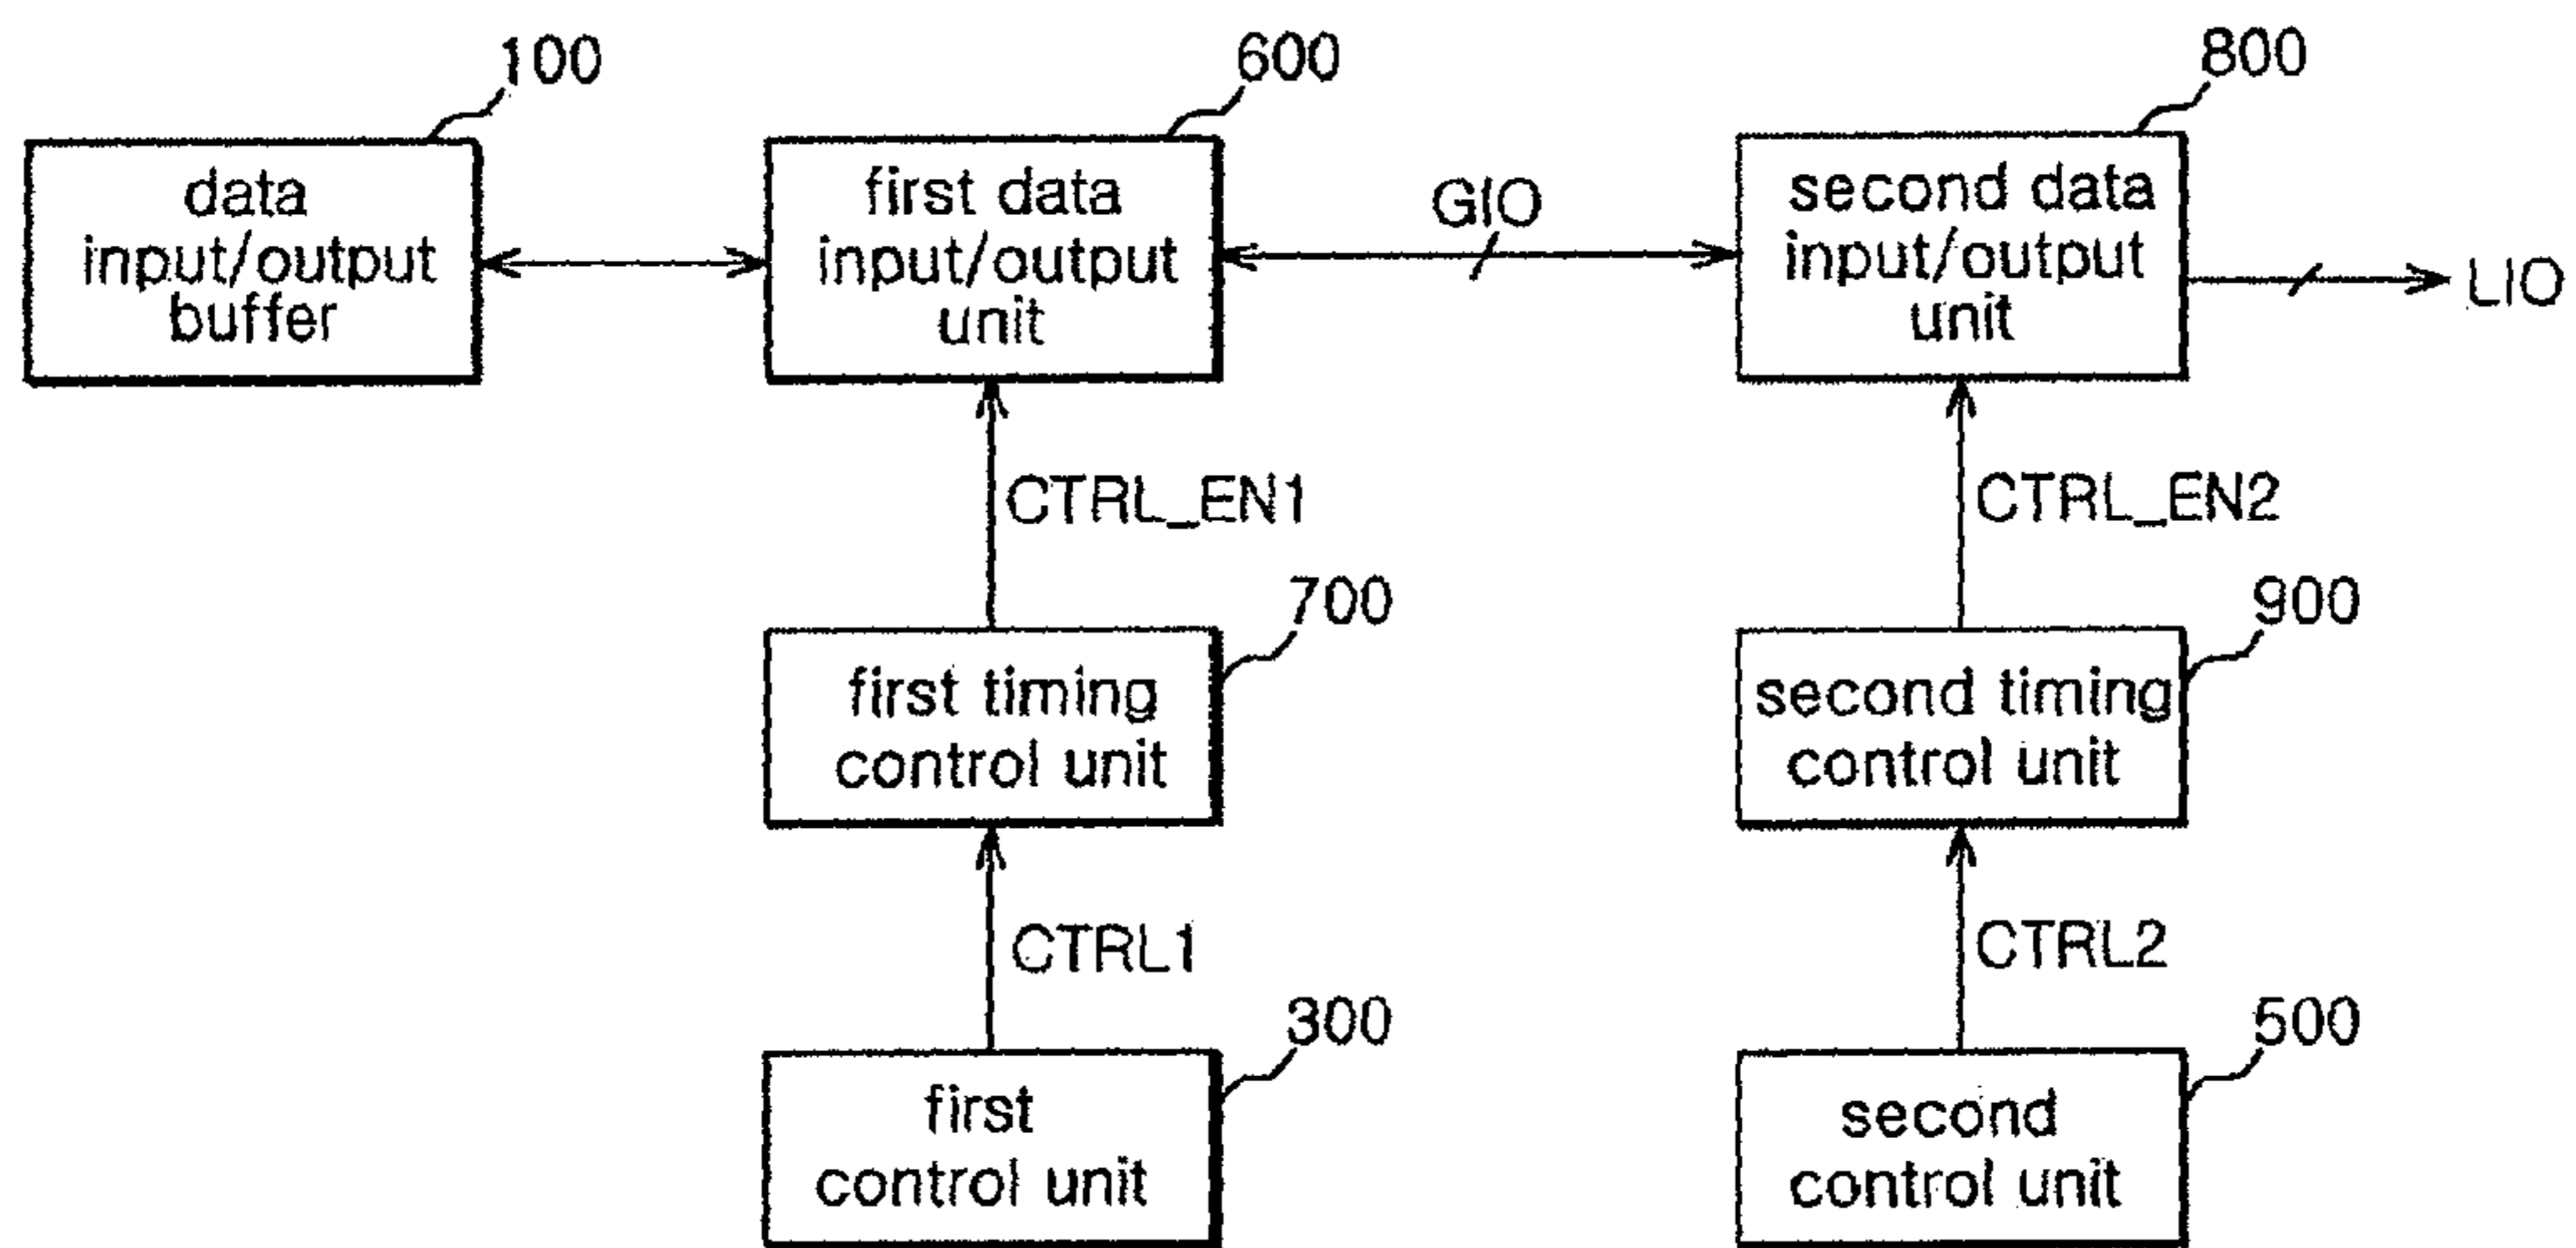 100
600
800
data
input/output
buffer
first data
input/output
unit
GIO
second data
input/output
unit
LIO
CTRL_EN1
CTRL_EN2
700
900
first timing
control unit
second timing
control unit
CTRL1
CTRL2
300
500
first
control unit
second
control unit